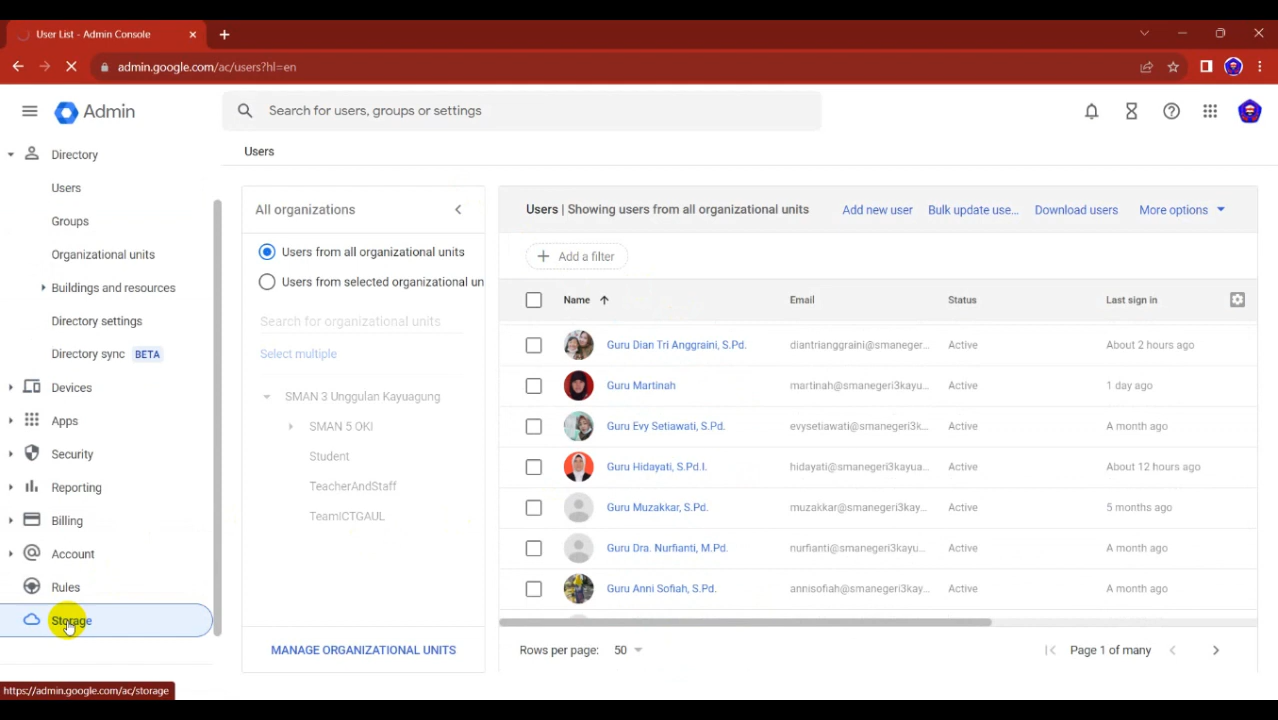 User List - Admin Console
admin.google.com/ac/users?hl=en
Admin
Search for users, groups or settings
Directory
Users
Groups
Organizational units
Buildings and resources
Directory settings
Directory sync BETA
Devices
Apps
Security
Reporting
Billing
Account
Rules
Storage
https://admin.google.com/ac/storage
Users
All organizations
Users from all organizational units
Users from selected organizational un
Search for organizational units
Select multiple
SMAN 3 Unggulan Kayuagung
SMAN 5 OKI
Student
TeacherAndStaff
TeamICTGAUL
MANAGE ORGANIZATIONAL UNITS
Users | Showing users from all organizational units Add new user Bulk update use... Download users More options
Add a filter
Name Email Status Last sign in
Guru Dian Tri Anggraini, S.Pd. diantrianggraini@smaneger... Active About 2 hours ago
Guru Martinah martinah@smanegeri3kayu... Active 1 day ago
Guru Evy Setiawati, S.Pd. evysetiawati@smanegeri3k... Active A month ago
Guru Hidayati, S.Pd.I. hidayati@smanegeri3kayua... Active About 12 hours ago
Guru Muzakkar, S.Pd. muzakkar@smanegeri3kay... Active 5 months ago
Guru Dra. Nurfianti, M.Pd. nurfianti@smanegeri3kayu... Active A month ago
Guru Anni Sofiah, S.Pd. annisofiah@smanegeri3kay... Active A month ago
Rows per page: 50 Page 1 of many